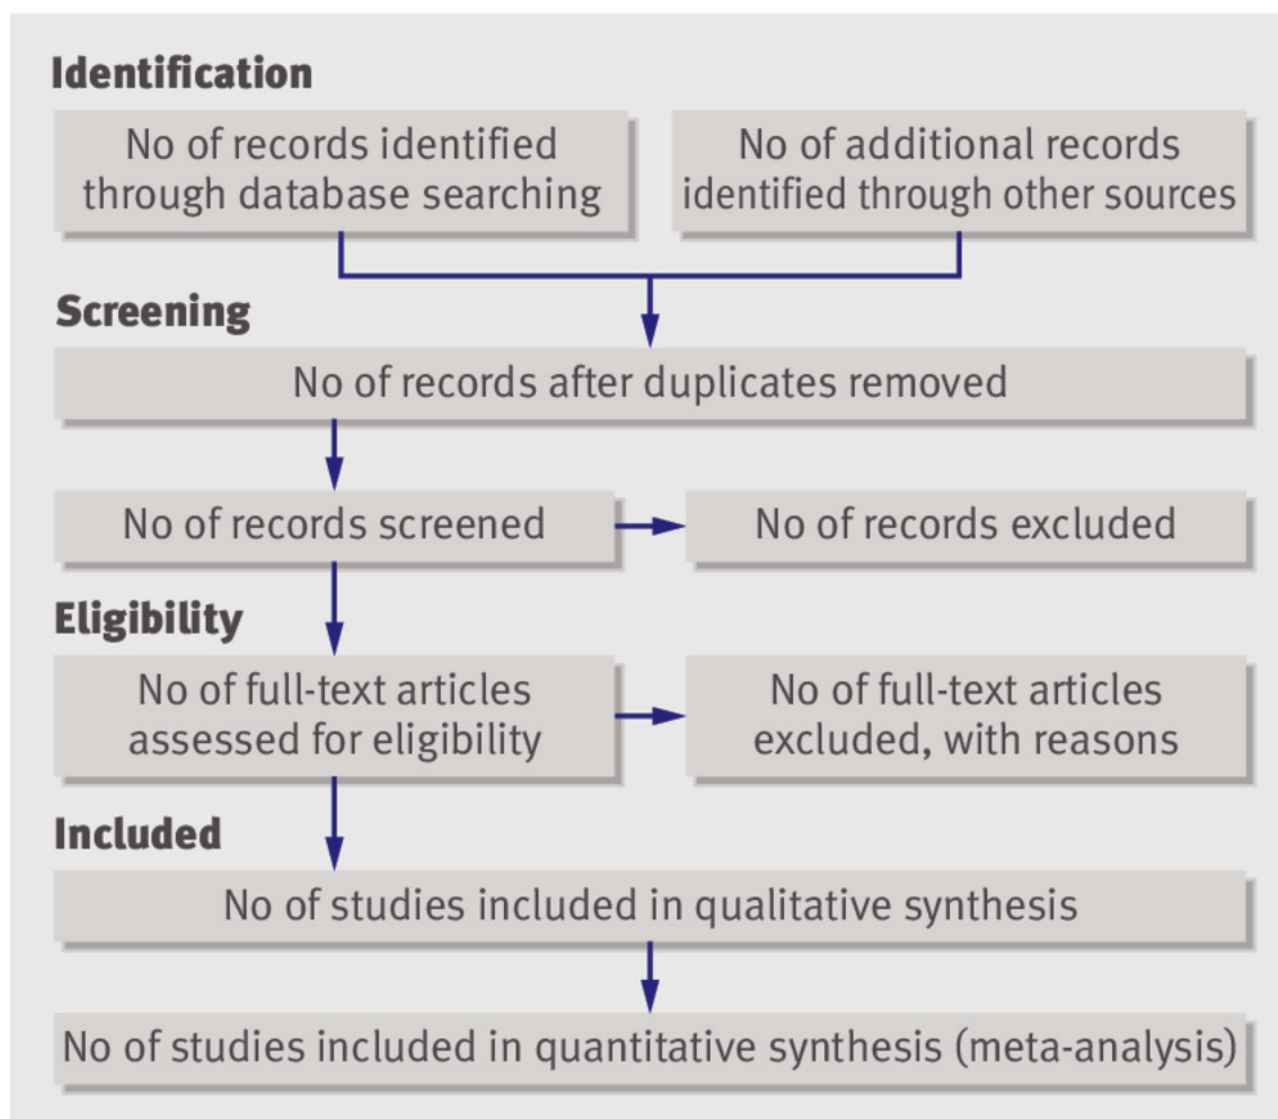 Identification
No of records identified
through database searching
No of additional records
identified through other sources
Screening
No of records after duplicates removed
No of records screened
No of records excluded
Eligibility
No of full-text articles
assessed for eligibility
No of full-text articles
excluded, with reasons
Included
No of studies included in qualitative synthesis
No of studies included in quantitative synthesis (meta-analysis)